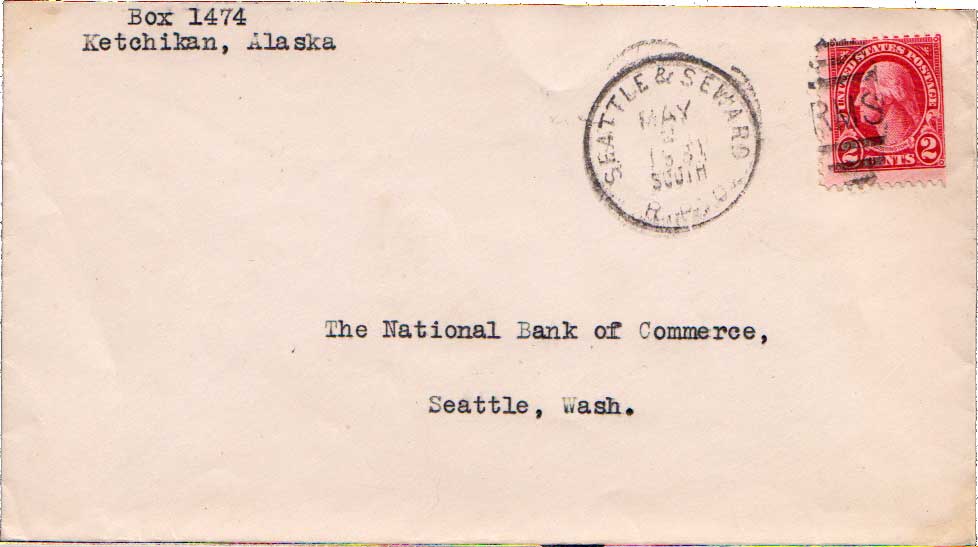 Box 1474
Ketchikan, Alaska
SEATTLE & SEWARD
MAY
SOUTH
R.P.O.
UNITED STATES POSTAGE
2 CENTS 2
The National Bank of Commerce,
Seattle, Wash.